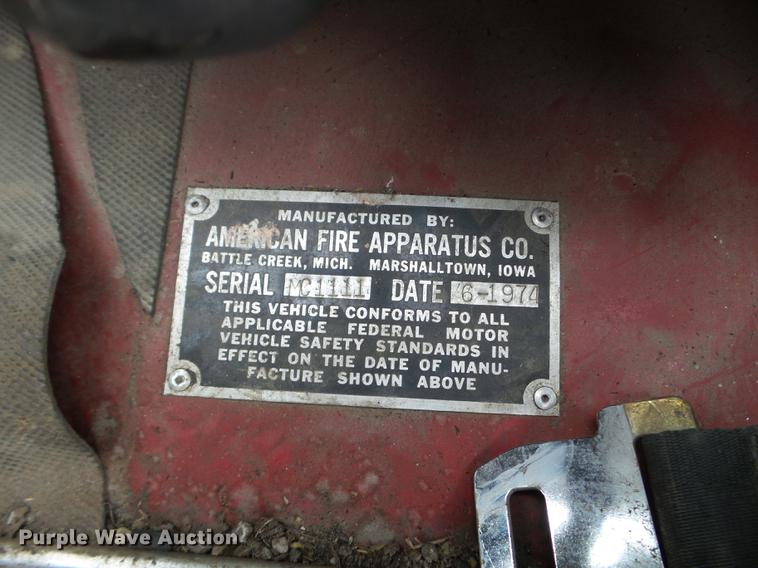 MANUFACTURED BY:
AMERICAN FIRE APPARATUS CO.
BATTLE CREEK, MICH. MARSHALLTOWN, IOWA
SERIAL MC1111 DATE 6-1974
THIS VEHICLE CONFORMS TO ALL
APPLICABLE FEDERAL MOTOR
VEHICLE SAFETY STANDARDS IN
EFFECT ON THE DATE OF MANU-
FACTURE SHOWN ABOVE
Purple Wave Auction